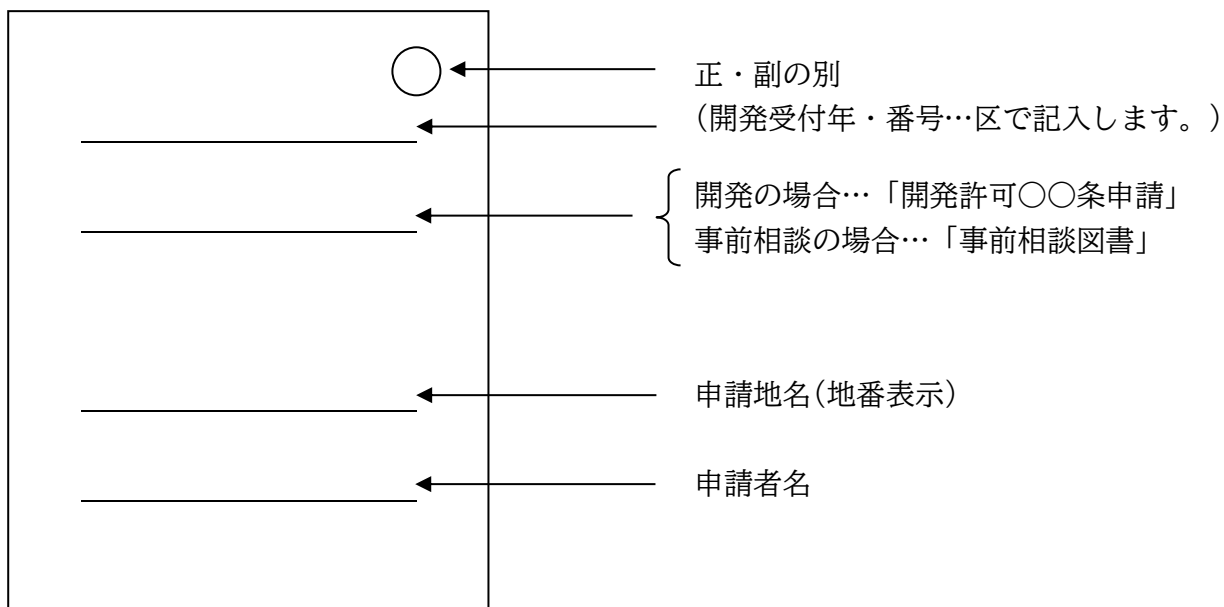 正・副の別
(開発受付年・番号…区で記入します。)
開発の場合…「開発許可○○条申請」
事前相談の場合…「事前相談図書」
申請地名(地番表示)
申請者名